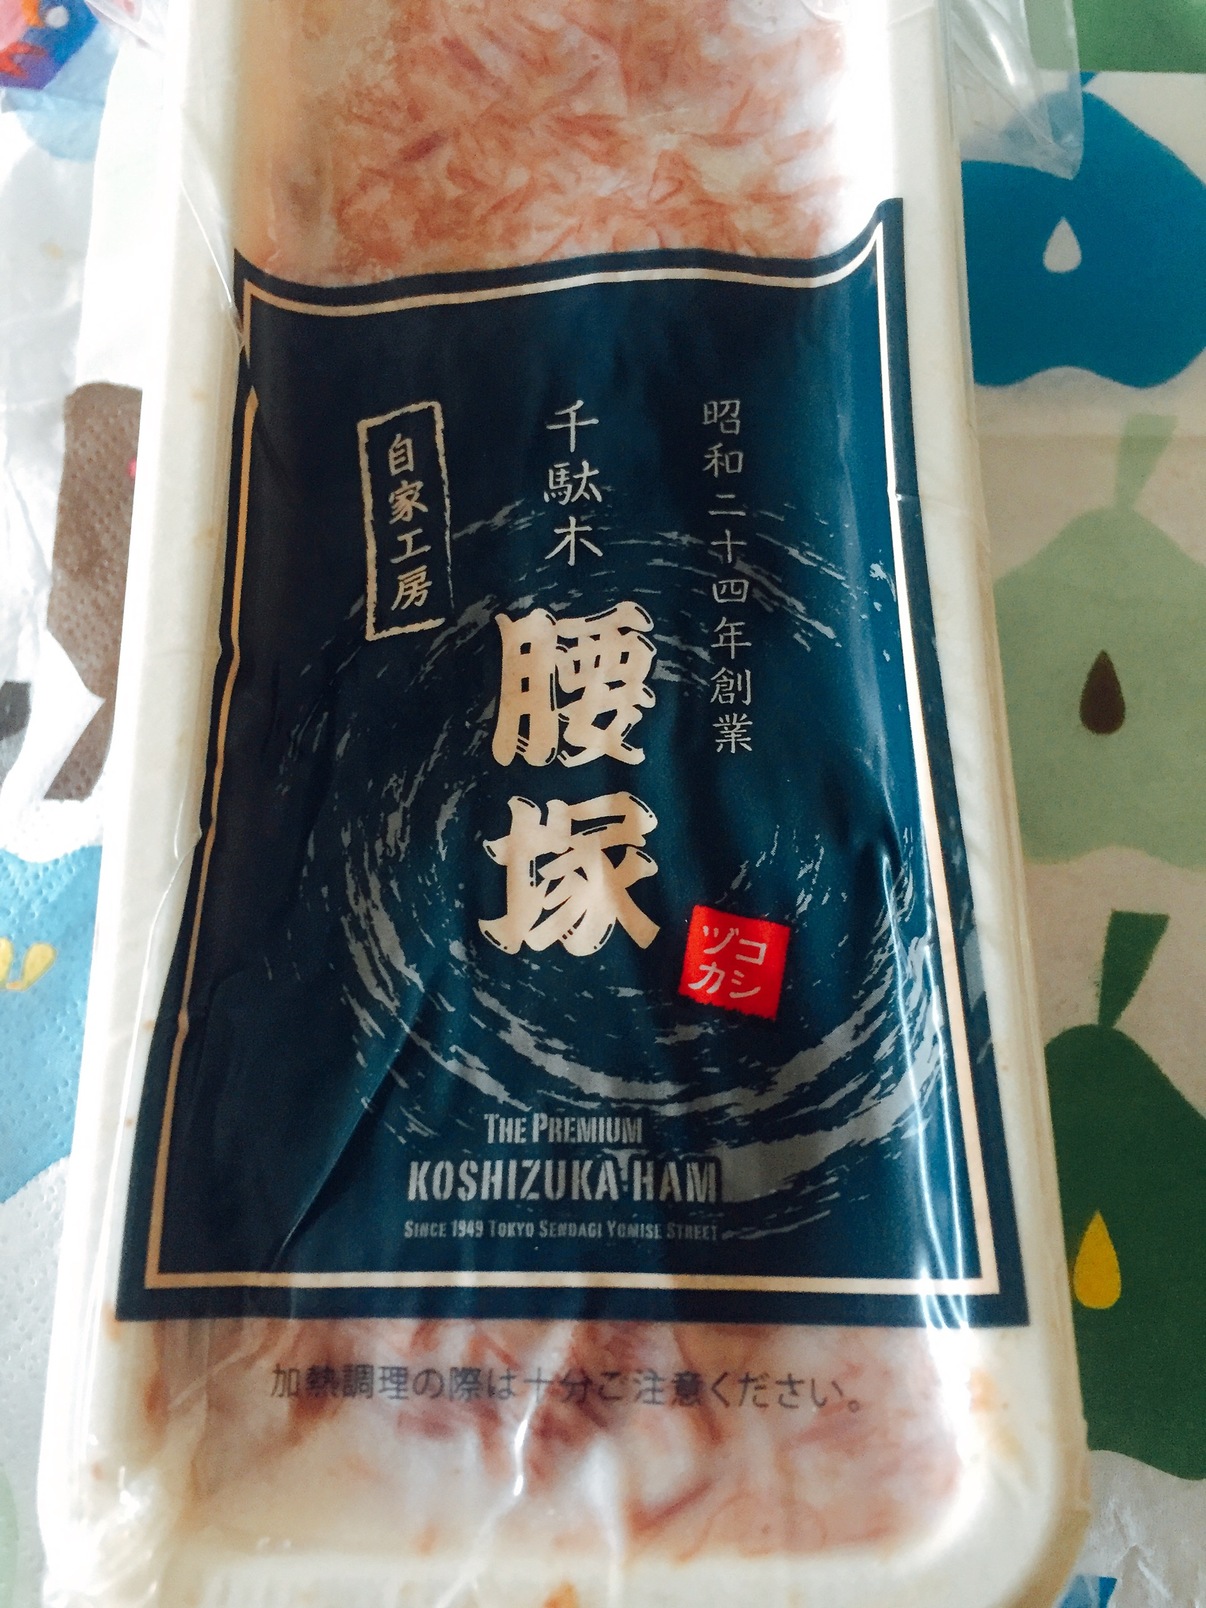 昭和二十四年創業
千駄木
腰塚
自家工房
コシ
ヅカ
THE PREMIUM
KOSHIZUKA HAM
SINCE 1949 TOKYO SENDAGI YOMISE STREET
加熱調理の際は十分ご注意ください。